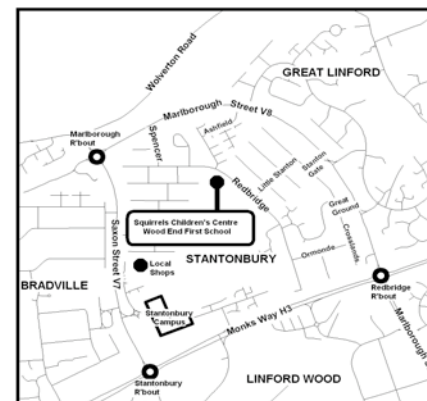 Wolverton Road
GREAT LINFORD
Marlborough Street V8
Marlborough
R'bout
Spencer
Ashfield
Little Stanton
Stanton
Gate
Redbridge
Great
Ground
Crosslands
Squirrels Children's Centre
Wood End First School
Saxon Street V7
Local
Shops
STANTONBURY
Ormonde
BRADVILLE
Redbridge
R'bout
Stantonbury
Campus
Monks Way H3
Marlborough
Stantonbury
R'bout
LINFORD WOOD